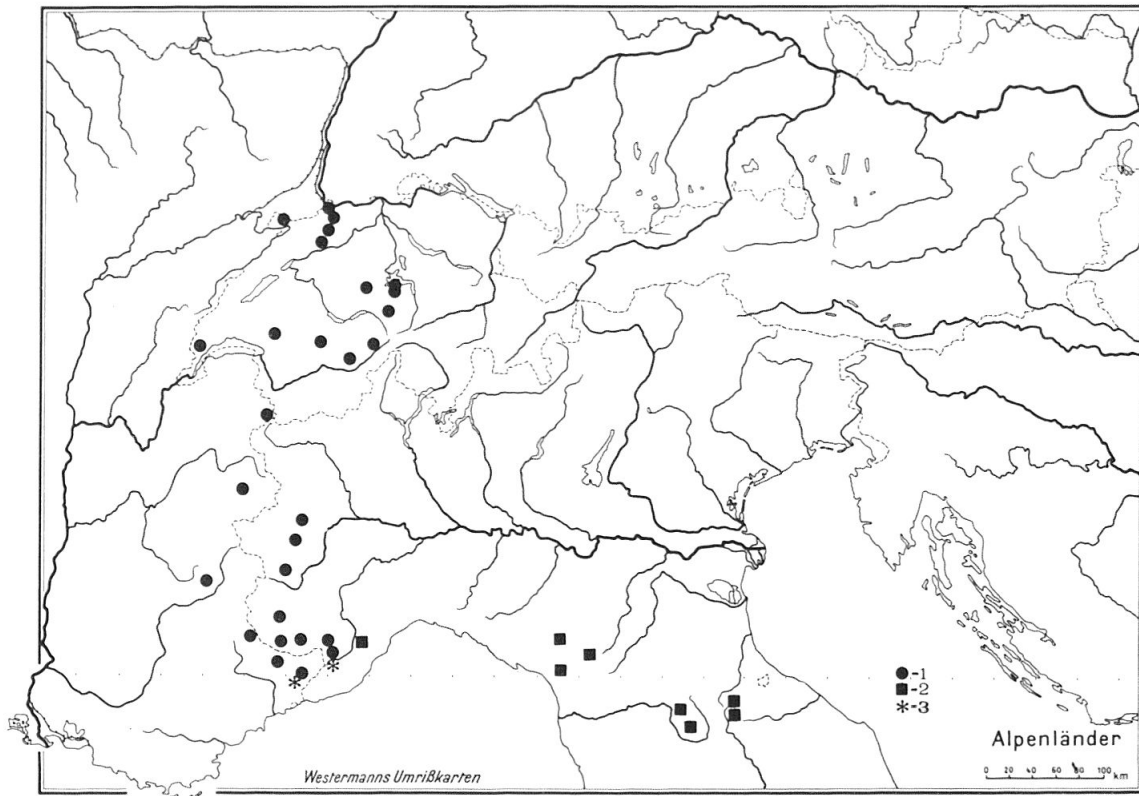 ●-1
■-2
*-3
Alpenländer
0 20 40 60 80 100 km
Westermanns Umrißkarten